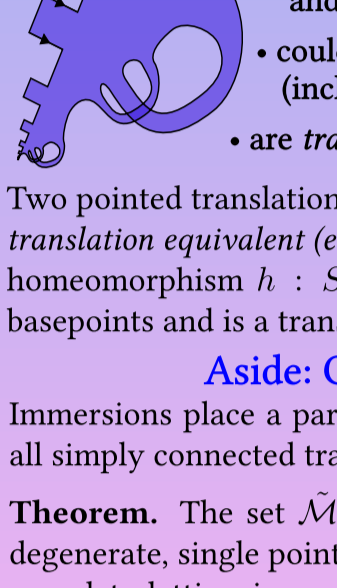 and
• coul
(incl
• are tra
Two pointed translation
translation equivalent (e
homeomorphism h : S
basepoints and is a tran
Aside:
Immersions place a par
all simply connected tra
Theorem. The set M̃
degenerate, single point